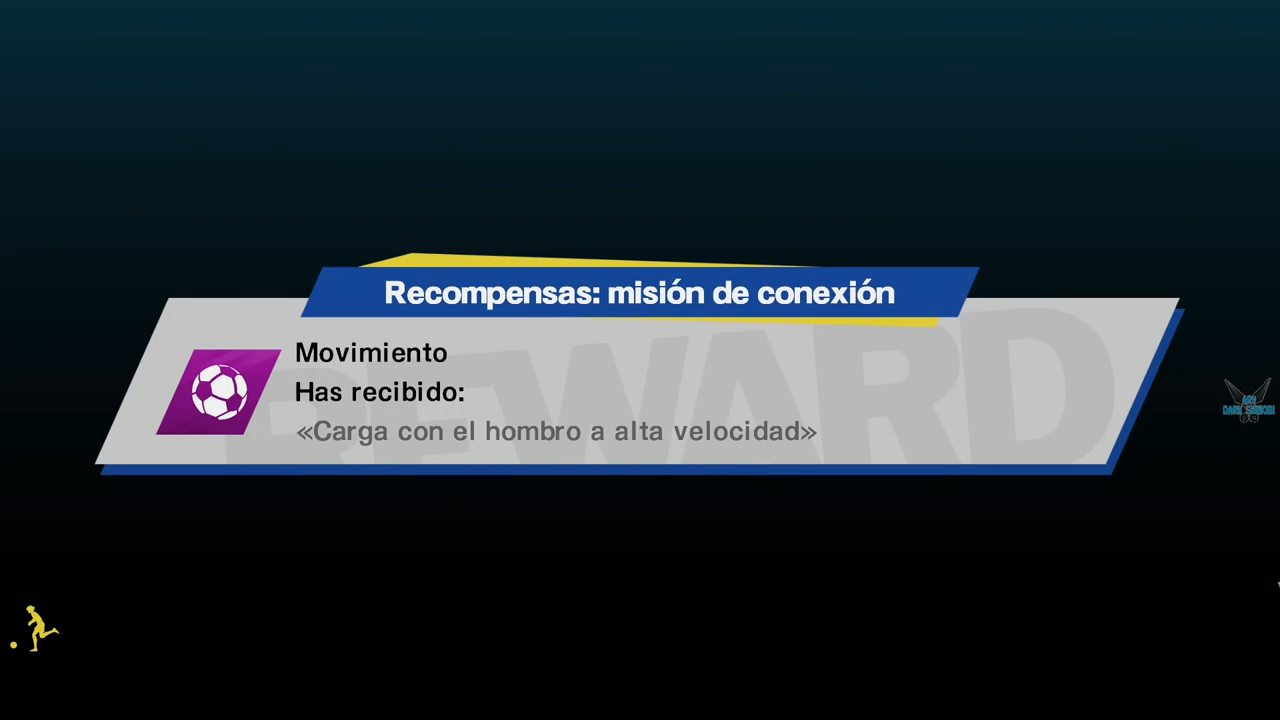 Recompensas: misión de conexión
REWARD
Movimiento
Has recibido:
«Carga con el hombro a alta velocidad»